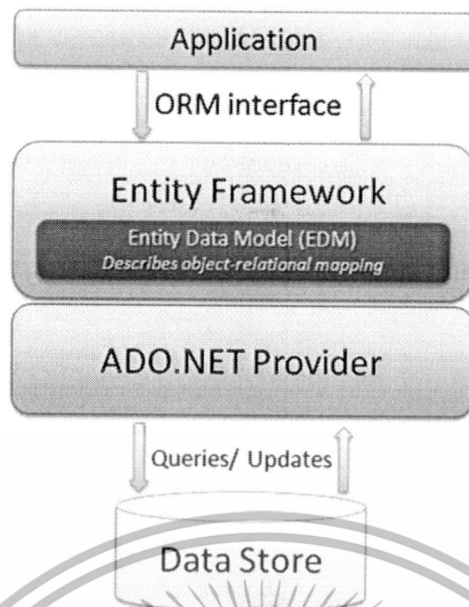 Application
ORM interface
Entity Framework
Entity Data Model (EDM)
Describes object-relational mapping
ADO.NET Provider
Queries/ Updates
Data Store